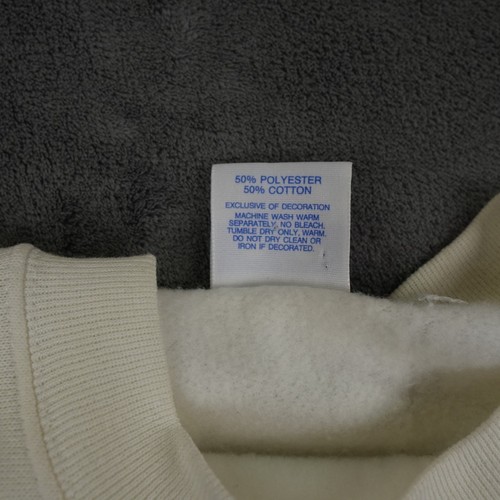 50% POLYESTER
50% COTTON
EXCLUSIVE OF DECORATION
MACHINE WASH WARM
SEPARATELY, NO BLEACH,
TUMBLE DRY ONLY, WARM.
DO NOT DRY CLEAN OR
IRON IF DECORATED.